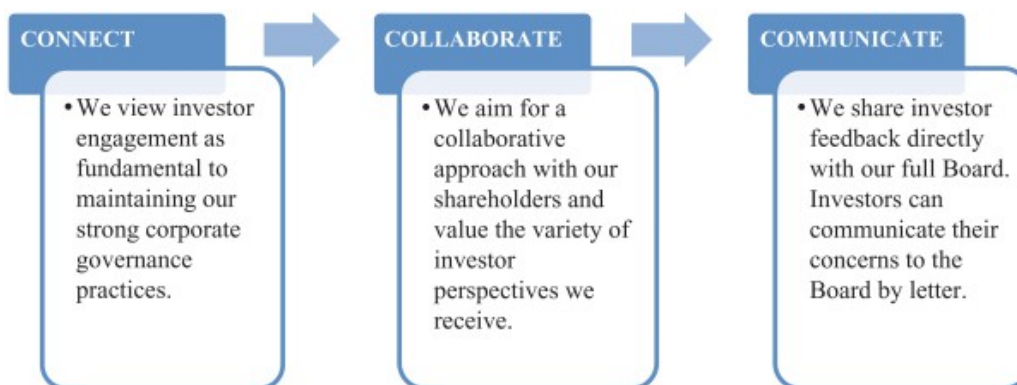 CONNECT
• We view investor
engagement as
fundamental to
maintaining our
strong corporate
governance
practices.
COLLABORATE
• We aim for a
collaborative
approach with our
shareholders and
value the variety of
investor
perspectives we
receive.
COMMUNICATE
• We share investor
feedback directly
with our full Board.
Investors can
communicate their
concerns to the
Board by letter.